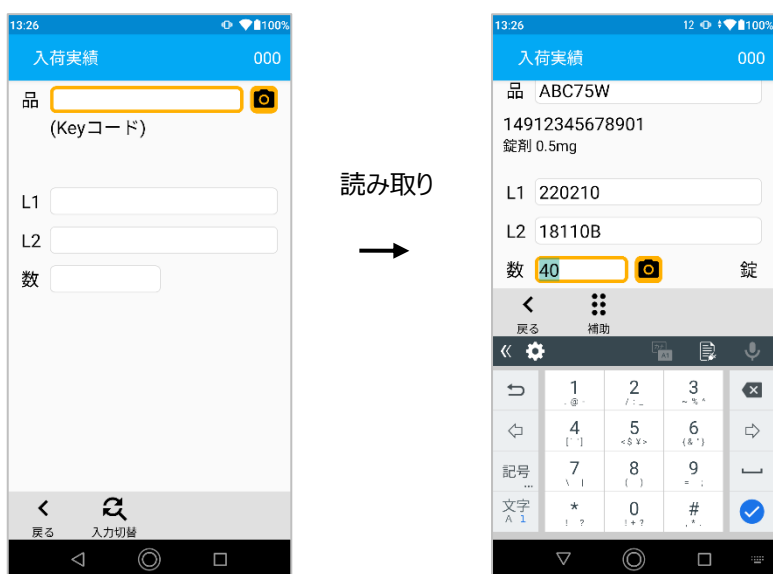 13:26
100%
入荷実績
000
品
(Keyコード)
L1
L2
数
戻る
入力切替
読み取り
13:26
12
100%
入荷実績
000
品 ABC75W
14912345678901
錠剤 0.5mg
L1 220210
L2 18110B
数 40 錠
戻る
補助
1 2 3
4 5 6
記号 7 8 9
文字 * 0 #
A 1